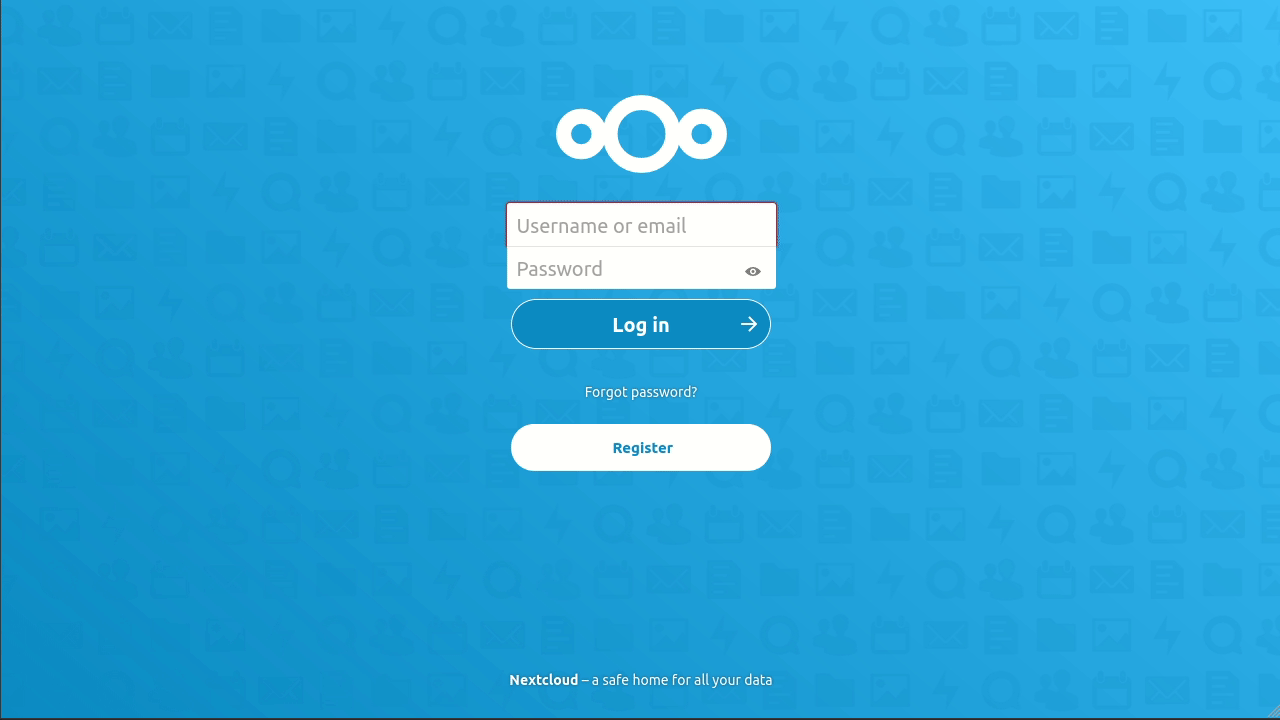 Username or email
Password
Log in
Forgot password?
Register
Nextcloud – a safe home for all your data